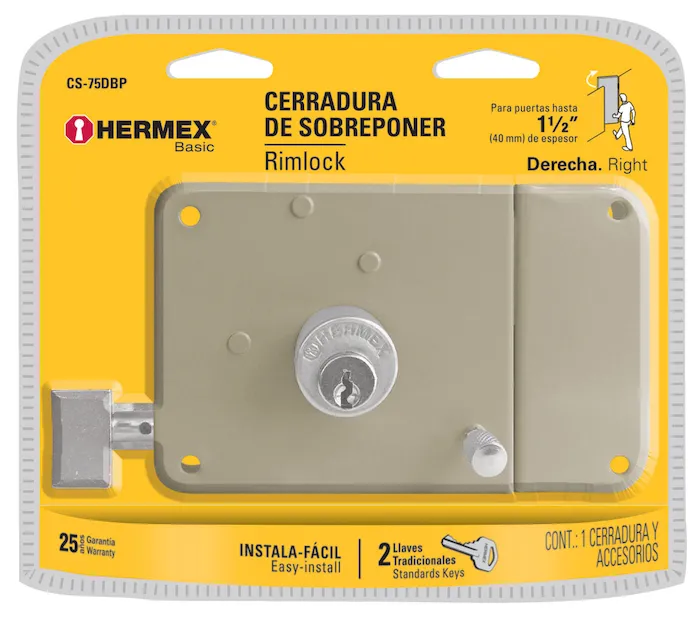 CS-75DBP
HERMEX®
Basic
CERRADURA
DE SOBREPONER
Rimlock
Para puertas hasta
1½"
(40 mm) de espesor
Derecha. Right
HERMEX
25 años Garantía
Warranty
INSTALA-FÁCIL
Easy-install
2 Llaves
Tradicionales
Standards Keys
CONT.: 1 CERRADURA Y
ACCESORIOS